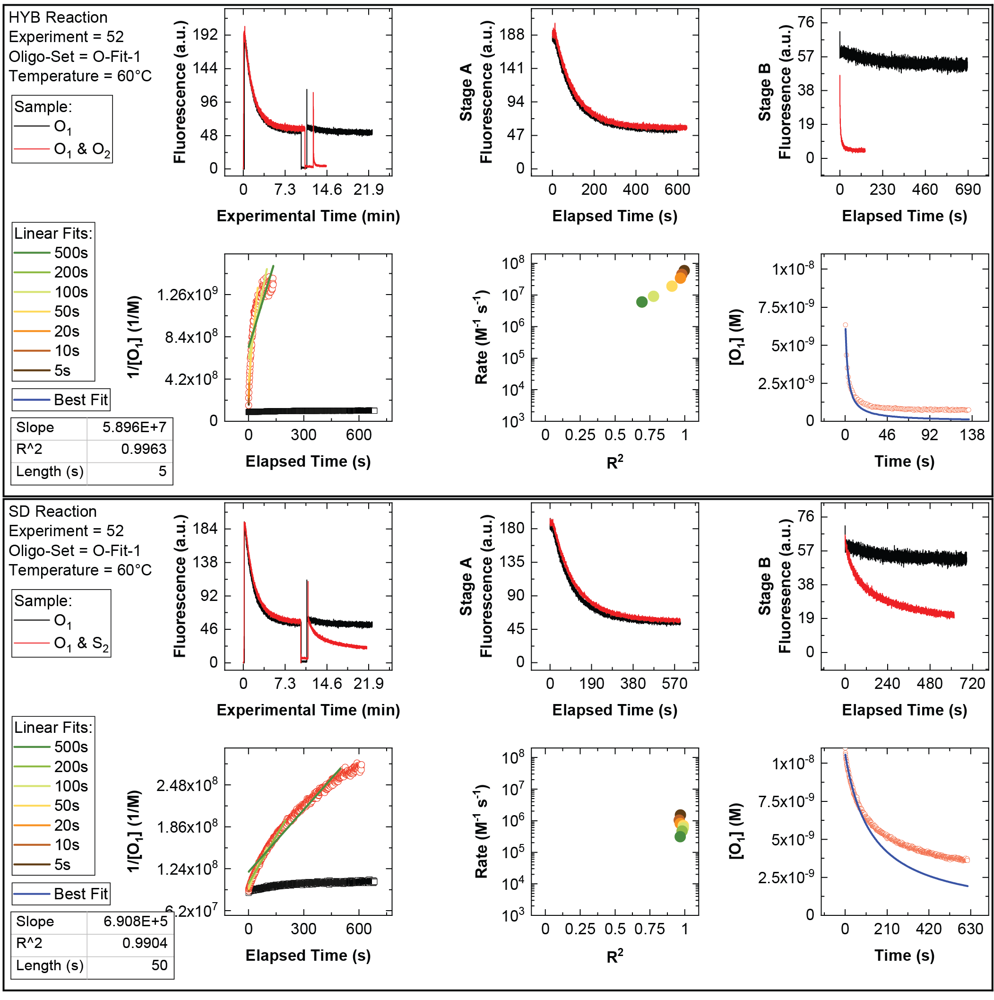 HYB Reaction
Experiment = 52
Oligo-Set = O-Fit-1
Temperature = 60°C
Sample:
O1
O1 & O2
Fluorescence (a.u.)
192
144
96
48
0
0 7.3 14.6 21.9
Experimental Time (min)
Stage A
Fluorescence (a.u.)
188
141
94
47
0
0 200 400 600
Elapsed Time (s)
Stage B
Fluoresence (a.u.)
76
57
38
19
0
0 230 460 690
Elapsed Time (s)
Linear Fits:
500s
200s
100s
50s
20s
10s
5s
Best Fit
Slope 5.896E+7
R^2 0.9963
Length (s) 5
1/[O1] (1/M)
1.26x10^9
8.4x10^8
4.2x10^8
0
0 300 600
Elapsed Time (s)
Rate (M^-1 s^-1)
10^8
10^7
10^6
10^5
10^4
10^3
0 0.25 0.5 0.75 1
R^2
[O1] (M)
1x10^-8
7.5x10^-9
5x10^-9
2.5x10^-9
0
0 46 92 138
Time (s)
SD Reaction
Experiment = 52
Oligo-Set = O-Fit-1
Temperature = 60°C
Sample:
O1
O1 & S2
Fluorescence (a.u.)
184
138
92
46
0
0 7.3 14.6 21.9
Experimental Time (min)
Stage A
Fluorescence (a.u.)
180
135
90
45
0
0 190 380 570
Elapsed Time (s)
Stage B
Fluoresence (a.u.)
76
57
38
19
0
0 240 480 720
Elapsed Time (s)
Linear Fits:
500s
200s
100s
50s
20s
10s
5s
Best Fit
Slope 6.908E+5
R^2 0.9904
Length (s) 50
1/[O1] (1/M)
2.48x10^8
1.86x10^8
1.24x10^8
6.2x10^7
0 300 600
Elapsed Time (s)
Rate (M^-1 s^-1)
10^8
10^7
10^6
10^5
10^4
10^3
0 0.25 0.5 0.75 1
R^2
[O1] (M)
1x10^-8
7.5x10^-9
5x10^-9
2.5x10^-9
0
0 210 420 630
Time (s)